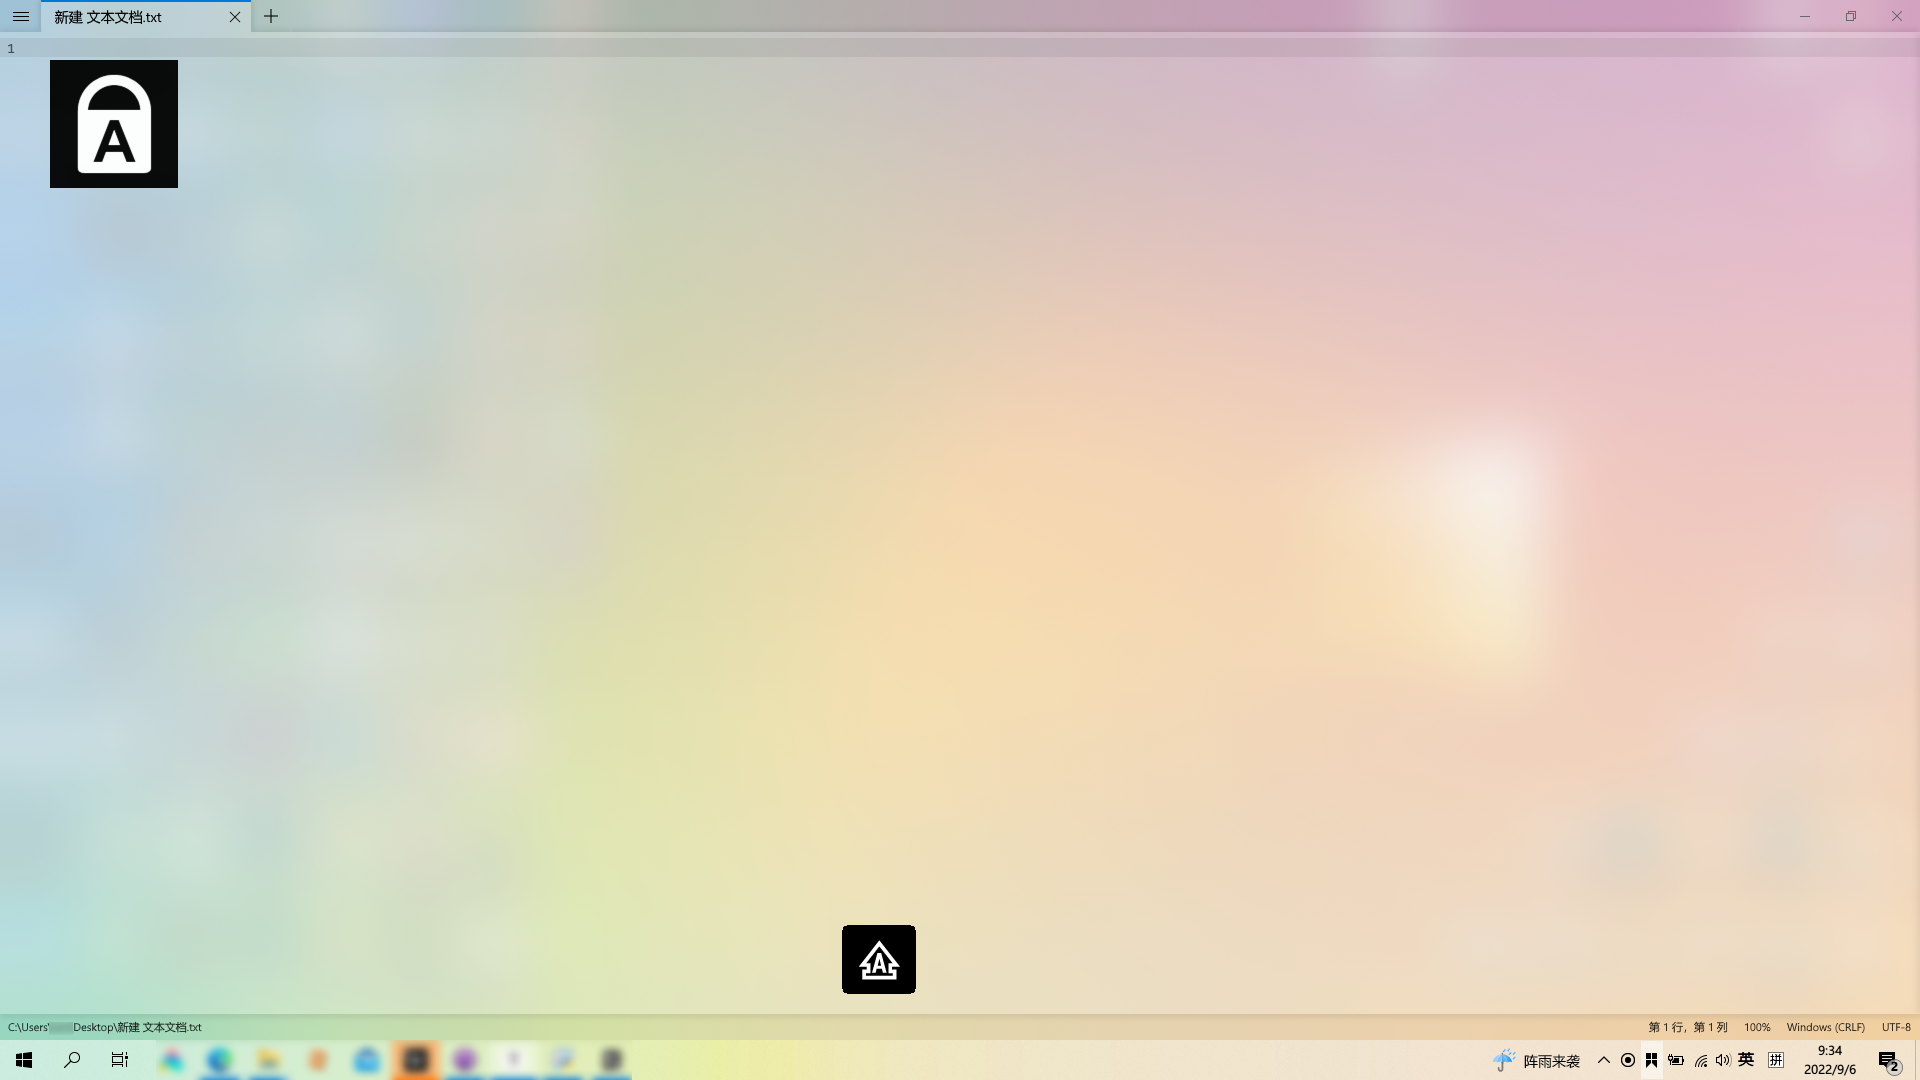 新建 文本文档.txt
1
A
A
C:\Users\
Desktop\新建 文本文档.txt
第 1 行，第 1 列
100%
Windows (CRLF)
UTF-8
阵雨来袭
英
拼
9:34
2022/9/6
2